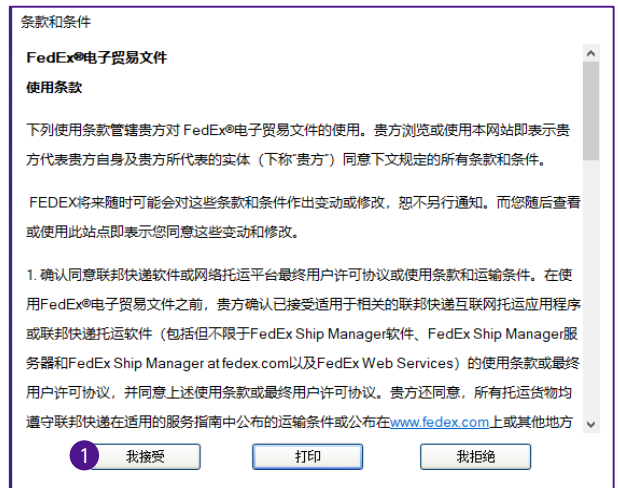 条款和条件
FedEx®电子贸易文件
使用条款
下列使用条款管辖贵方对 FedEx®电子贸易文件的使用。贵方浏览或使用本网站即表示贵
方代表贵方自身及贵方所代表的实体（下称“贵方”）同意下文规定的所有条款和条件。
FEDEX将来随时可能会对这些条款和条件作出变动或修改，恕不另行通知。而您随后查看
或使用此站点即表示您同意这些变动和修改。
1. 确认同意联邦快递软件或网络托运平台最终用户许可协议或使用条款和运输条件。在使
用FedEx®电子贸易文件之前，贵方确认已接受适用于相关的联邦快递互联网托运应用程序
或联邦快递托运软件（包括但不限于FedEx Ship Manager软件、FedEx Ship Manager服
务器和FedEx Ship Manager at fedex.com以及FedEx Web Services）的使用条款或最终
用户许可协议，并同意上述使用条款或最终用户许可协议。贵方还同意，所有托运货物均
遵守联邦快递在适用的服务指南中公布的运输条件或公布在www.fedex.com上或其他地方
1 我接受 打印 我拒绝